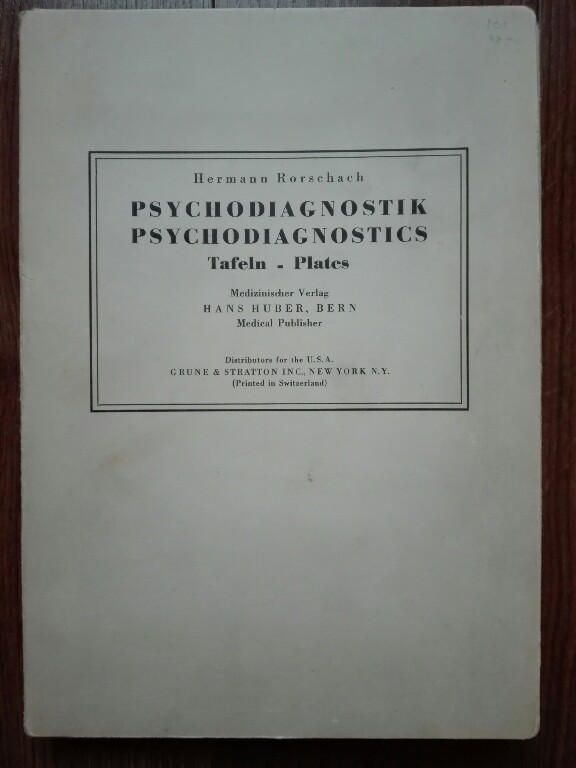 Hermann Rorschach
PSYCHODIAGNOSTIK
PSYCHODIAGNOSTICS
Tafeln - Plates
Medizinischer Verlag
HANS HUBER, BERN
Medical Publisher
Distributors for the U.S.A.
GRUNE & STRATTON INC., NEW YORK N.Y.
(Printed in Switzerland)